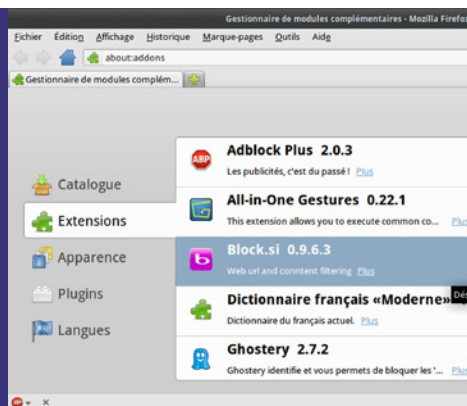 Gestionnaire de modules complémentaires - Mozilla Firefox
Fichier Édition Affichage Historique Marque-pages Outils Aide
about:addons
Gestionnaire de modules complém...
Catalogue
Extensions
Apparence
Plugins
Langues
Adblock Plus 2.0.3
Les publicités, c'est du passé ! Plus
All-in-One Gestures 0.22.1
This extension allows you to execute common co... Plus
Block.si 0.9.6.3
Web url and conntent filtering Plus
Dictionnaire français «Moderne»
Dés
Dictionnaire du français actuel. Plus
Ghostery 2.7.2
Ghostery identifie et vous permets de bloquer les '... Plus
ABP